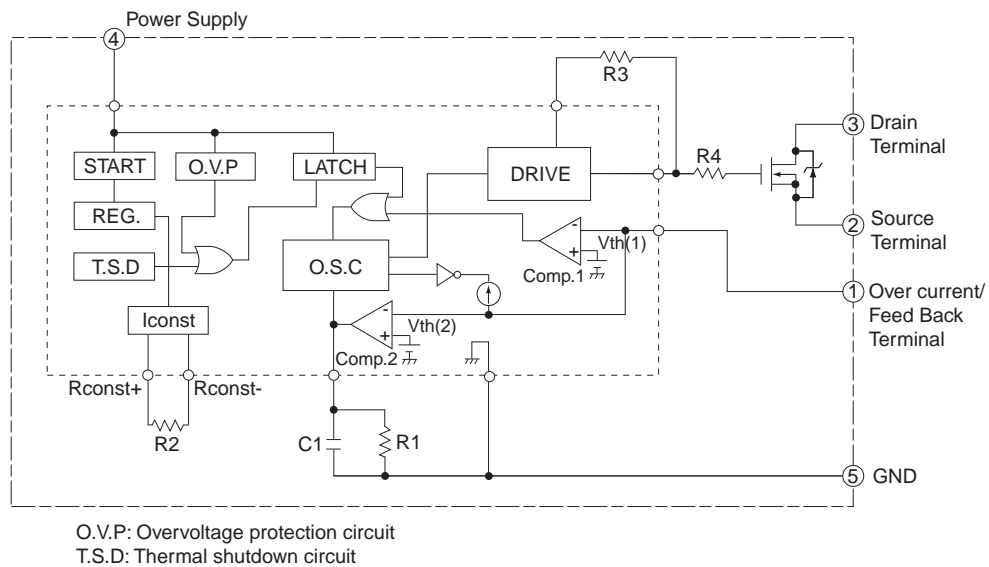 Power Supply
4
R3
3 Drain
Terminal
START
O.V.P
LATCH
DRIVE
R4
REG.
2 Source
Terminal
Vth(1)
-
+
Comp.1
T.S.D
O.S.C
1 Over current/
Feed Back
Terminal
Iconst
-
+
Vth(2)
Comp.2
Rconst+
Rconst-
R2
C1
R1
5 GND
O.V.P: Overvoltage protection circuit
T.S.D: Thermal shutdown circuit